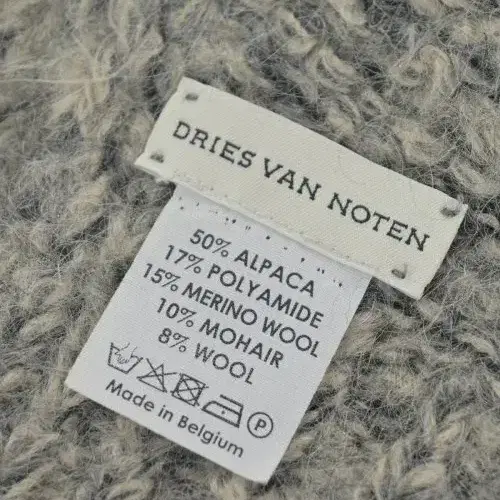 DRIES VAN NOTEN
50% ALPACA
17% POLYAMIDE
15% MERINO WOOL
10% MOHAIR
8% WOOL
P
Made in Belgium